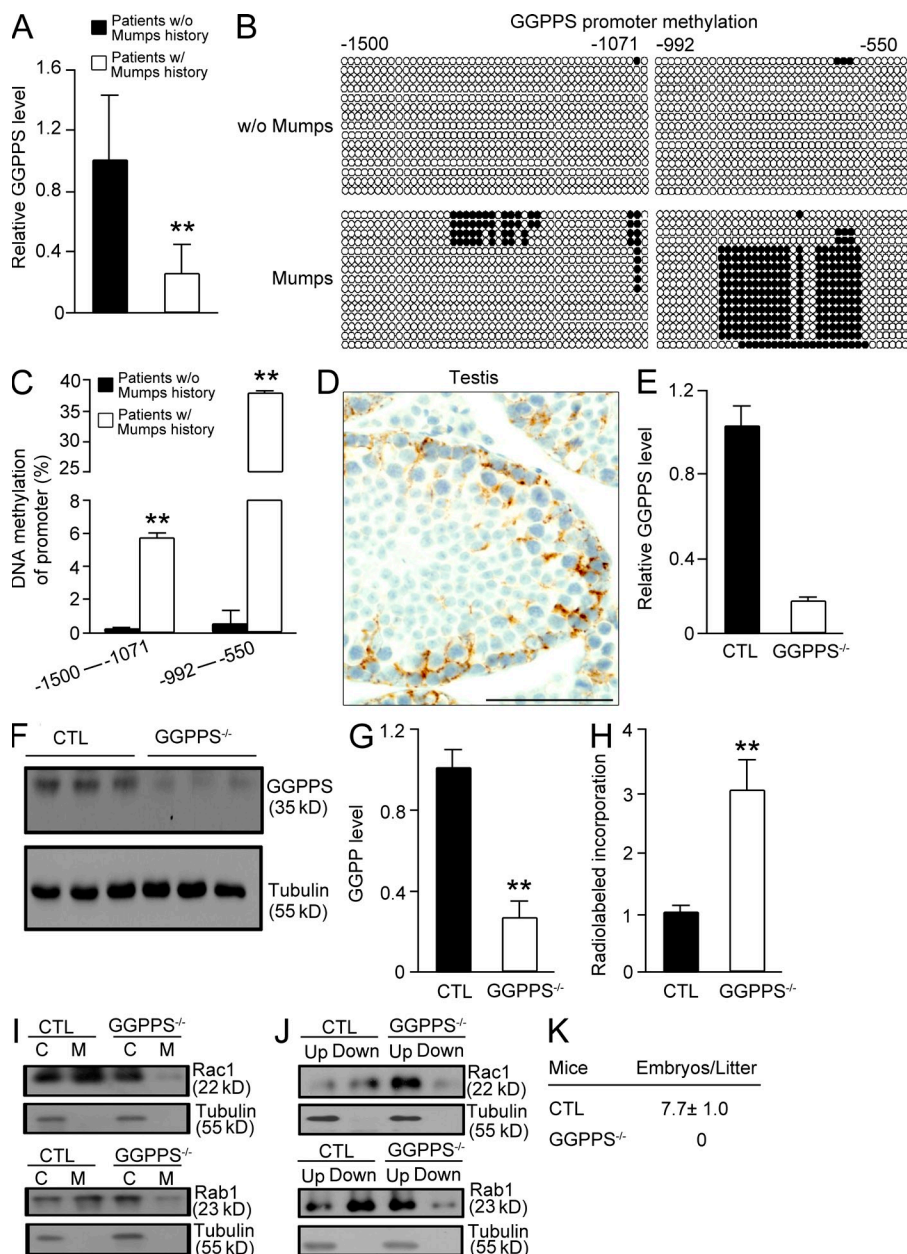 A
Patients w/o
Mumps history
Patients w/
Mumps history
Relative GGPPS level
1.6
1.2
0.8
0.4
0
**
B
GGPPS promoter methylation
-1500
-1071
-992
-550
w/o Mumps
Mumps
C
Patients w/o
Mumps history
Patients w/
Mumps history
DNA methylation
of promoter (%)
40
35
30
25
8
6
4
2
0
**
**
-1500 — -1071
-992 — -550
D
Testis
E
Relative GGPPS level
1.2
1.0
0.4
0
CTL
GGPPS-/-
F
CTL
GGPPS-/-
GGPPS
(35 kD)
Tubulin
(55 kD)
G
GGPP level
1.2
0.8
0.4
0
**
CTL
GGPPS-/-
H
Radiolabeled incorporation
4
3
2
1
0
**
CTL
GGPPS-/-
I
CTL
GGPPS-/-
C M C M
Rac1
(22 kD)
Tubulin
(55 kD)
CTL
GGPPS-/-
C M C M
Rab1
(23 kD)
Tubulin
(55 kD)
J
CTL
GGPPS-/-
Up Down Up Down
Rac1
(22 kD)
Tubulin
(55 kD)
CTL
GGPPS-/-
Up Down Up Down
Rab1
(23 kD)
Tubulin
(55 kD)
K
Mice Embryos/Litter
CTL 7.7± 1.0
GGPPS-/- 0